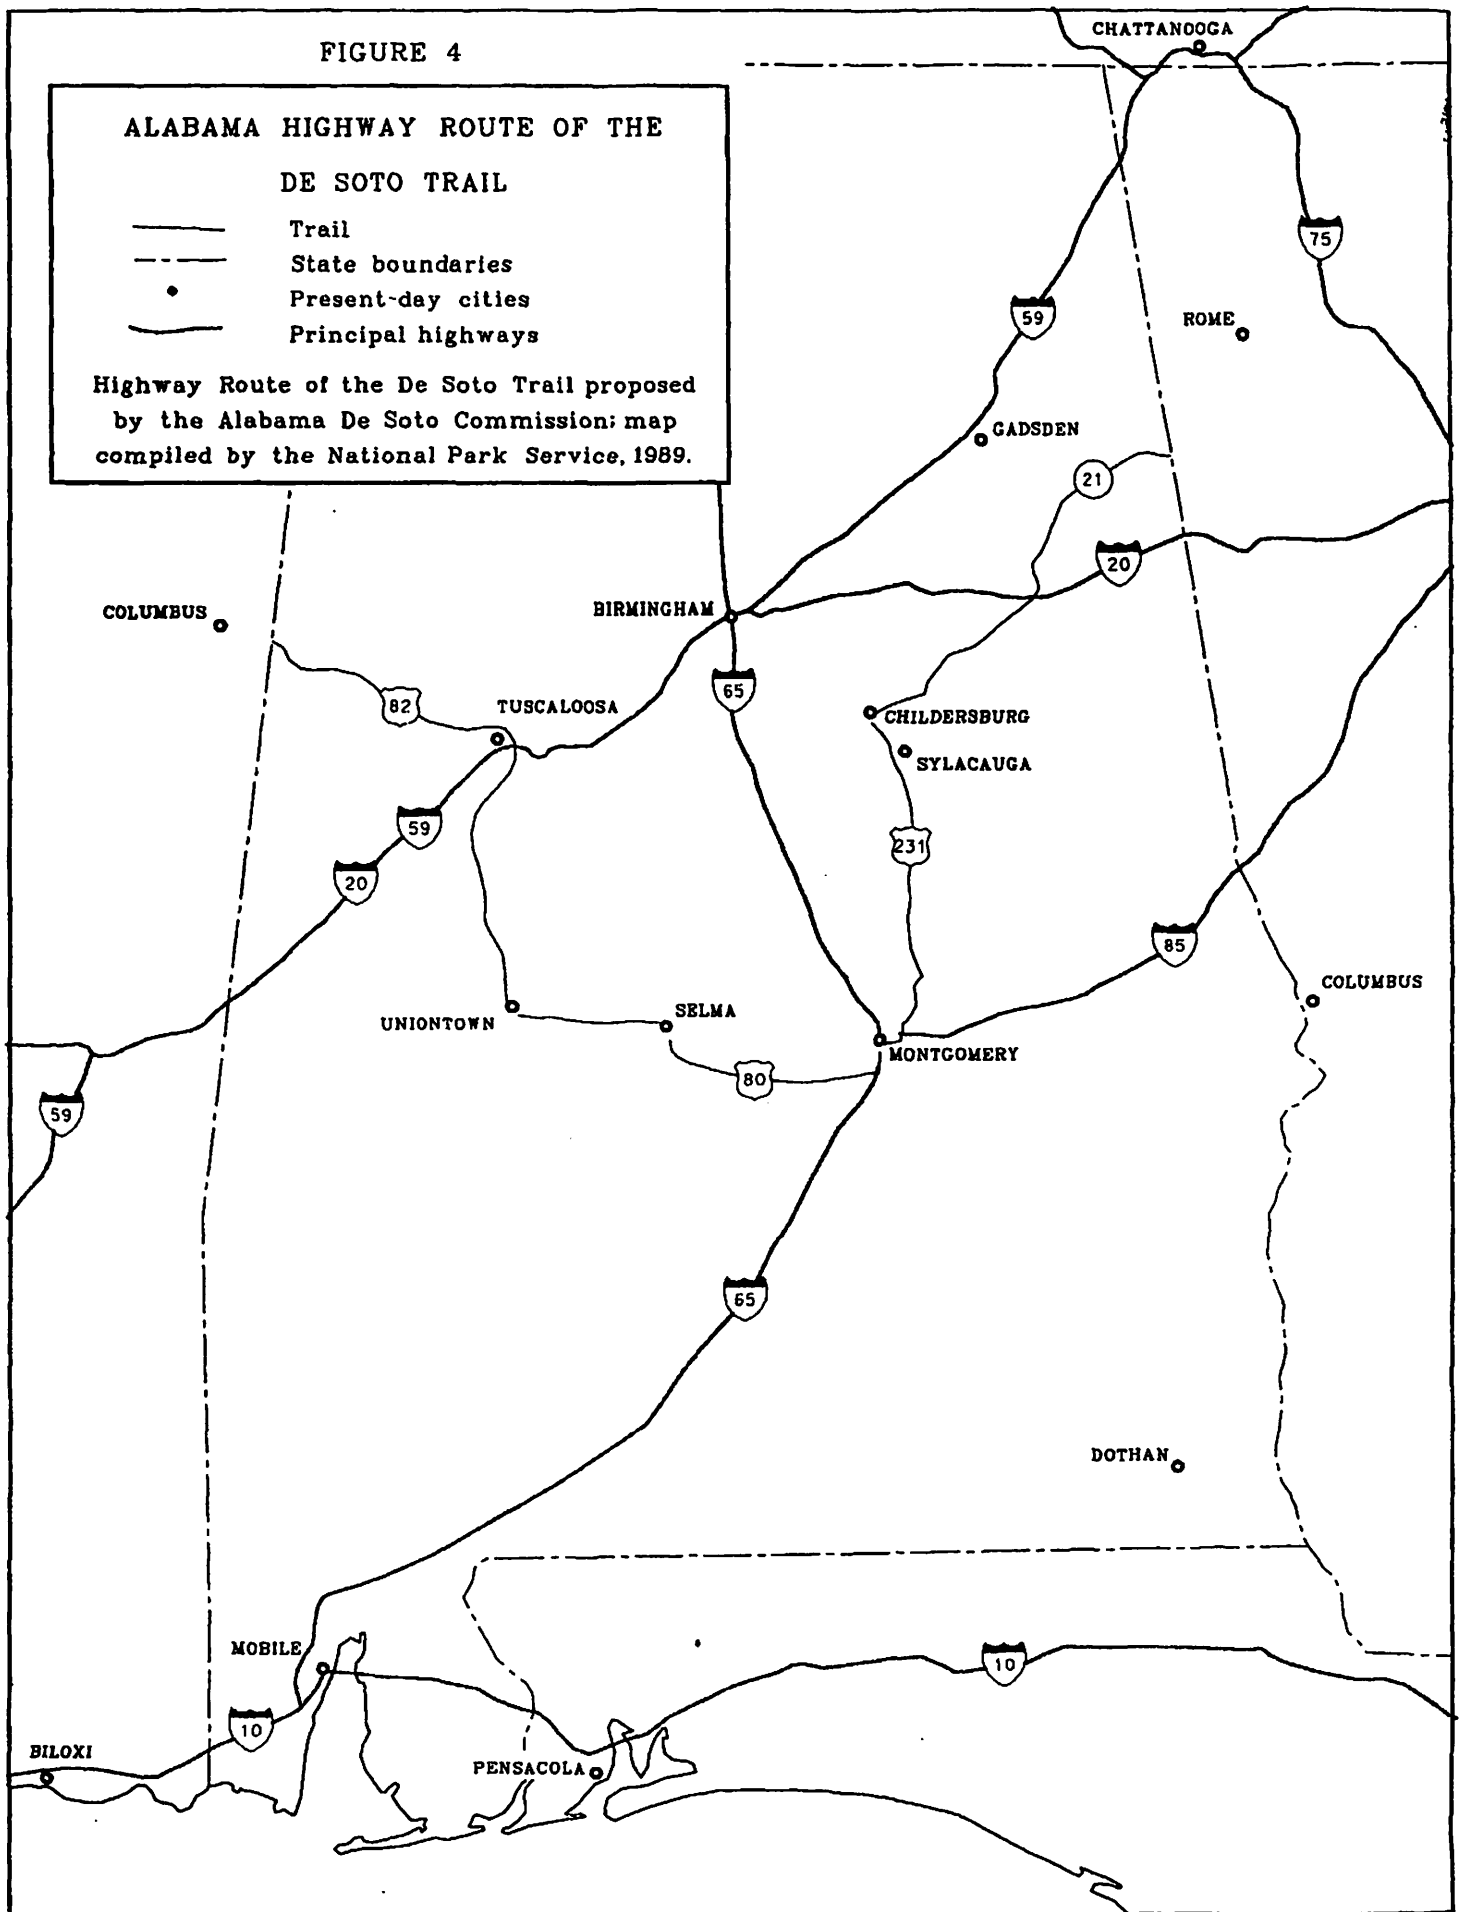 FIGURE 4
CHATTANOOGA
ALABAMA HIGHWAY ROUTE OF THE
DE SOTO TRAIL
Trail
State boundaries
Present-day cities
Principal highways
Highway Route of the De Soto Trail proposed
by the Alabama De Soto Commission; map
compiled by the National Park Service, 1989.
75
59
ROME
GADSDEN
21
20
COLUMBUS
BIRMINGHAM
65
82
TUSCALOOSA
CHILDERSBURG
SYLACAUGA
59
231
20
85
COLUMBUS
UNIONTOWN
SELMA
MONTGOMERY
80
59
65
DOTHAN
MOBILE
10
10
BILOXI
PENSACOLA